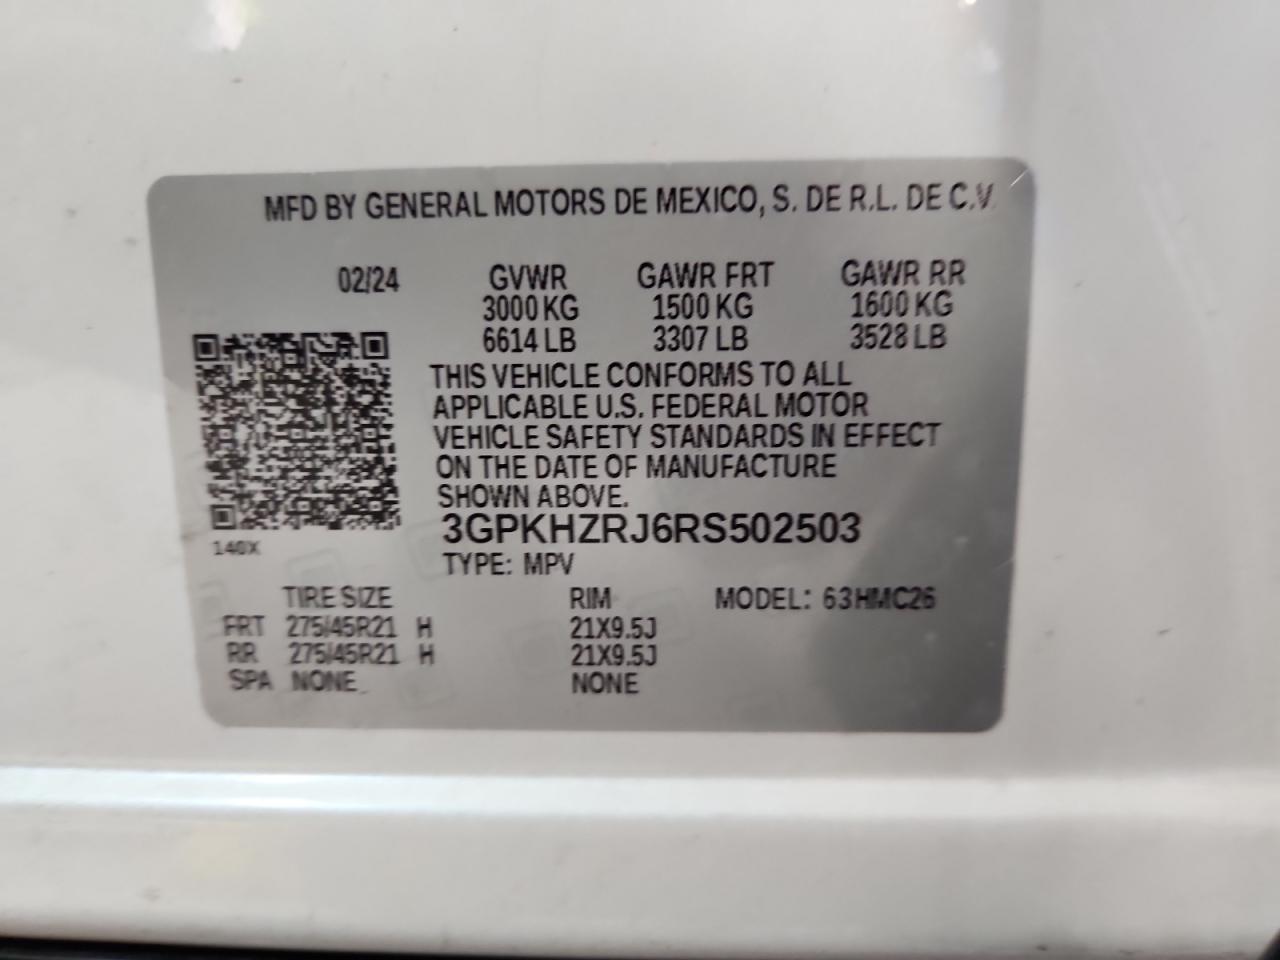 MFD BY GENERAL MOTORS DE MEXICO, S. DE R.L. DE C.V.
02/24 GVWR GAWR FRT GAWR RR
3000 KG 1500 KG 1600 KG
6614 LB 3307 LB 3528 LB
THIS VEHICLE CONFORMS TO ALL
APPLICABLE U.S. FEDERAL MOTOR
VEHICLE SAFETY STANDARDS IN EFFECT
ON THE DATE OF MANUFACTURE
SHOWN ABOVE.
3GPKHZRJ6RS502503
140X
TYPE: MPV
TIRE SIZE RIM MODEL: 63HMC26
FRT 275/45R21 H 21X9.5J
RR 275/45R21 H 21X9.5J
SPA NONE NONE